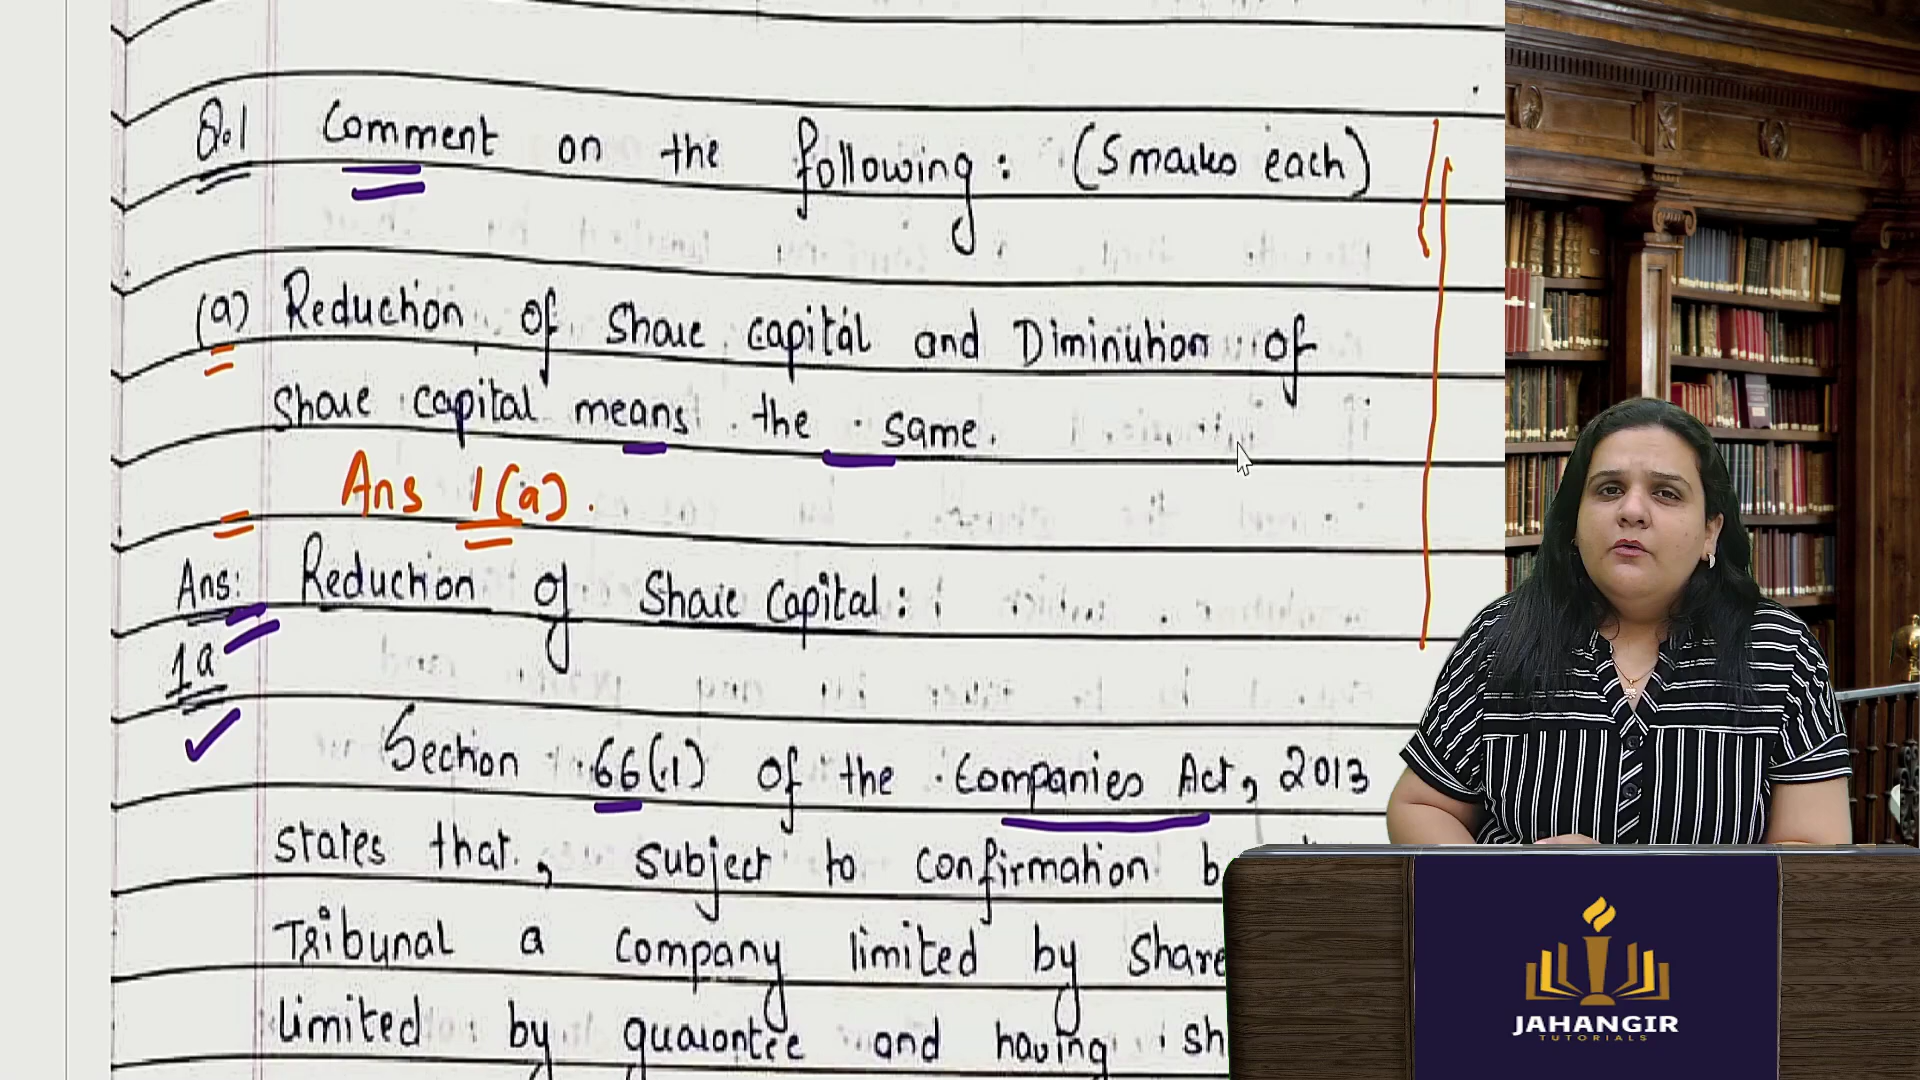 Q.1 Comment on the following: (5 marks each)
(a) Reduction of Share capital and Diminution of
Share capital means the same.
Ans 1(a).
Ans: Reduction of Share Capital:
1a
Section 66(1) of the Companies Act, 2013
states that, subject to confirmation b
Tribunal a company limited by share
limited by guarantee and having sh
JAHANGIR
TUTORIALS